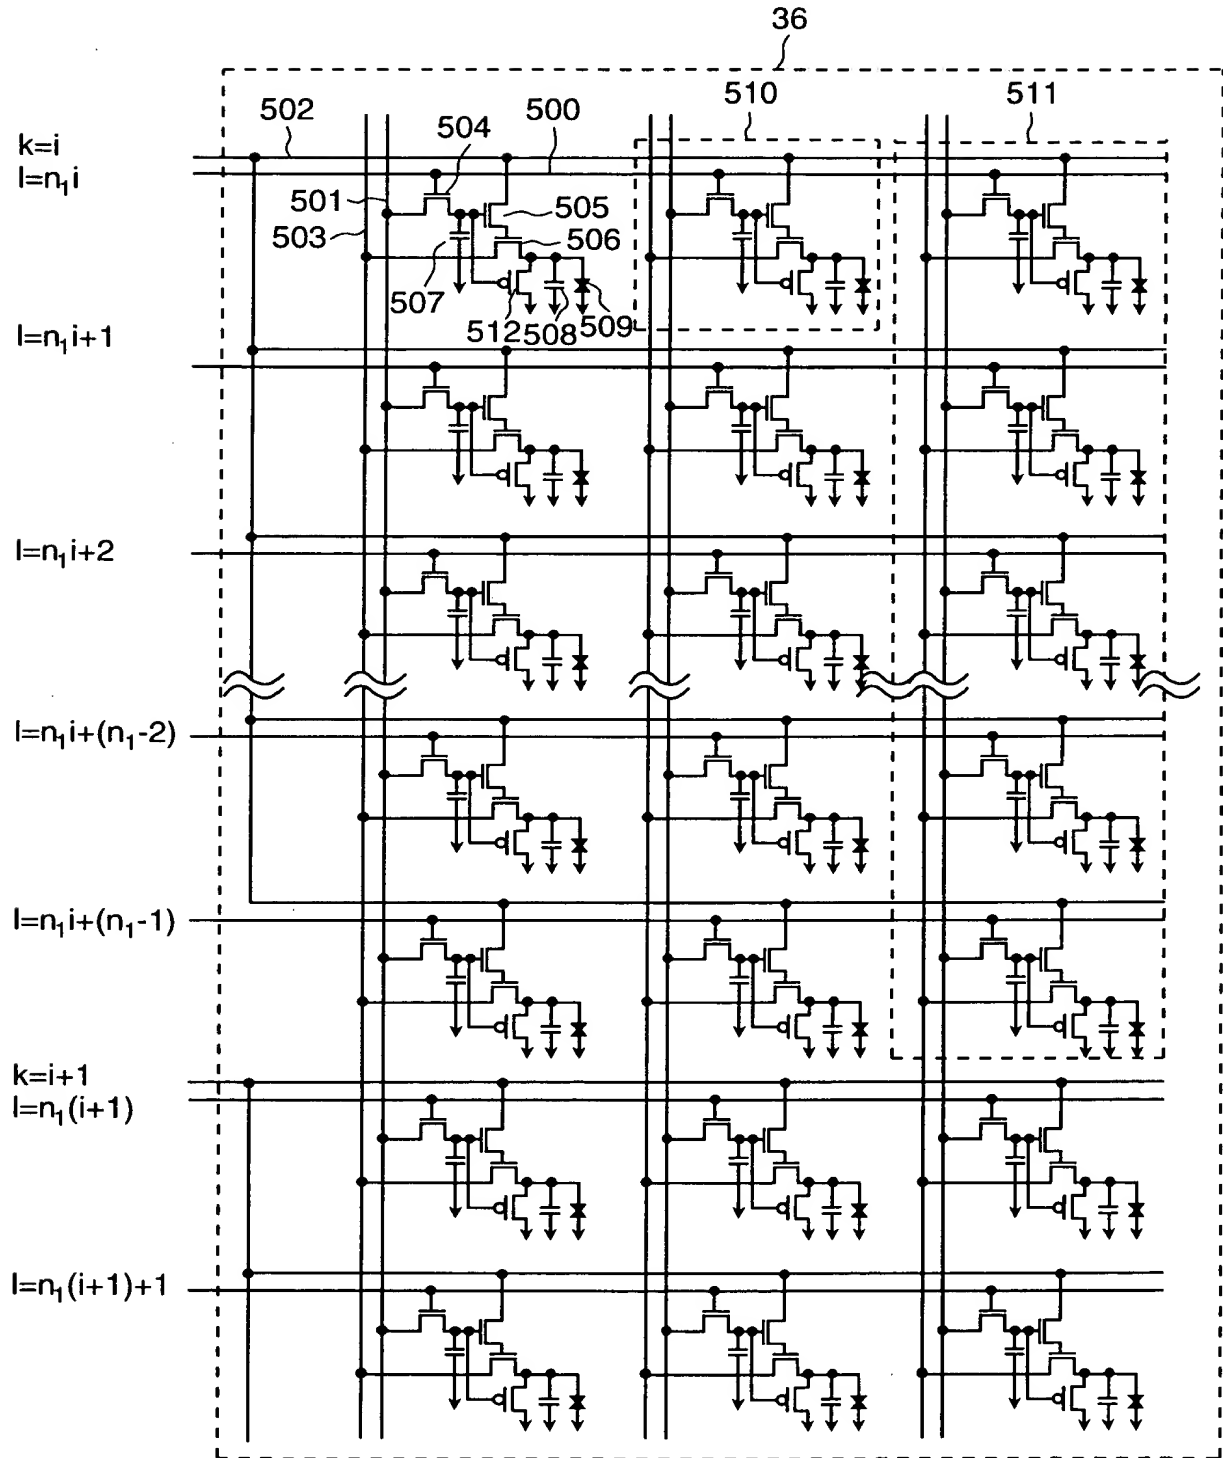 36
510
511
502
504
500
k=i
l=n₁i
501
505
503
506
507
512
508
509
l=n₁i+1
l=n₁i+2
l=n₁i+(n₁-2)
l=n₁i+(n₁-1)
k=i+1
l=n₁(i+1)
l=n₁(i+1)+1